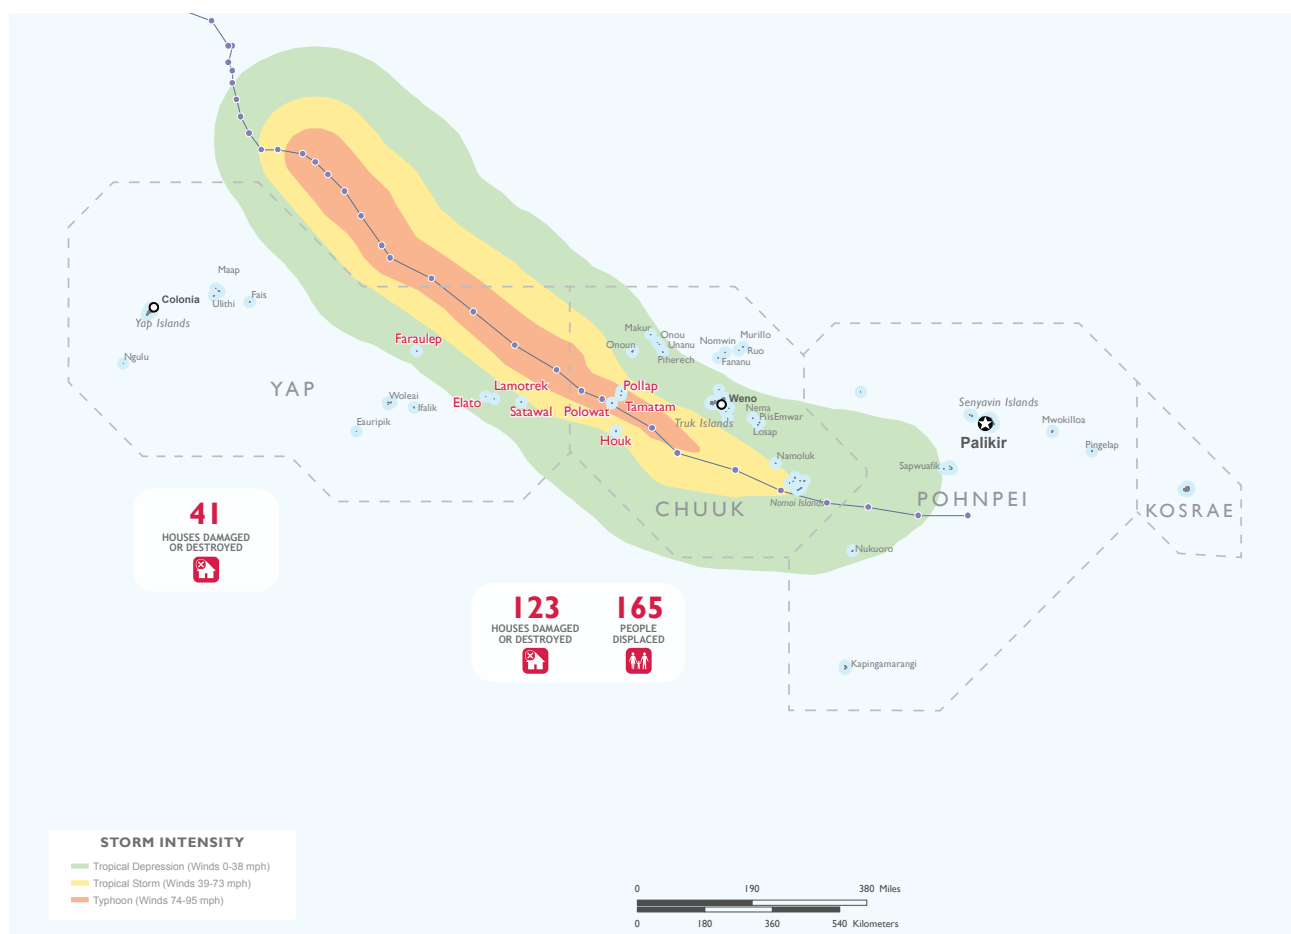 Maap
Colonia
Ulithi
Fais
Yap Islands
Ngulu
YAP
Faraulep
Woleai
Ifalik
Eauripik
Elato
Lamotrek
Satawal
Makur
Onou
Onoun
Unanu
Piherech
Nomwin
Murillo
Ruo
Fananu
Pollap
Polowat
Tamatam
Houk
Weno
Truk Islands
Nema
PiisEmwar
Losap
Namoluk
Nomoi Islands
CHUUK
Senyavin Islands
Palikir
Mwokilloa
Pingelap
Sapwuafik
POHNPEI
KOSRAE
Nukuoro
Kapingamarangi
41
HOUSES DAMAGED
OR DESTROYED
123
HOUSES DAMAGED
OR DESTROYED
165
PEOPLE
DISPLACED
STORM INTENSITY
Tropical Depression (Winds 0-38 mph)
Tropical Storm (Winds 39-73 mph)
Typhoon (Winds 74-95 mph)
0 190 380 Miles
0 180 360 540 Kilometers